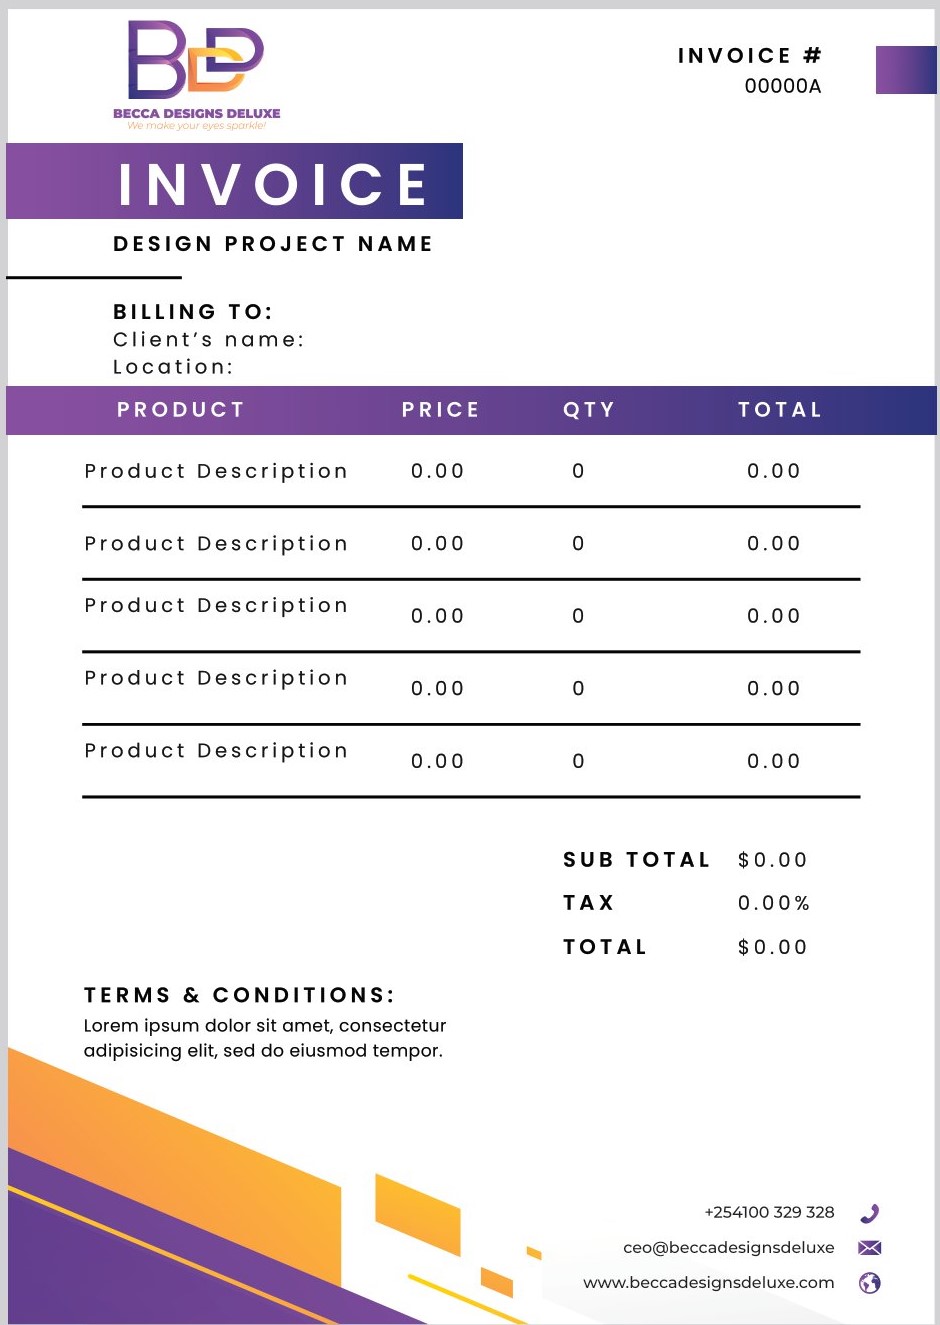 BDD
BECCA DESIGNS DELUXE
We make your eyes sparkle!
INVOICE #
00000A
INVOICE
DESIGN PROJECT NAME
BILLING TO:
Client’s name:
Location:
PRODUCT PRICE QTY TOTAL
Product Description 0.00 0 0.00
Product Description 0.00 0 0.00
Product Description 0.00 0 0.00
Product Description 0.00 0 0.00
Product Description 0.00 0 0.00
SUB TOTAL $0.00
TAX 0.00%
TOTAL $0.00
TERMS & CONDITIONS:
Lorem ipsum dolor sit amet, consectetur
adipisicing elit, sed do eiusmod tempor.
+254100 329 328
ceo@beccadesignsdeluxe
www.beccadesignsdeluxe.com